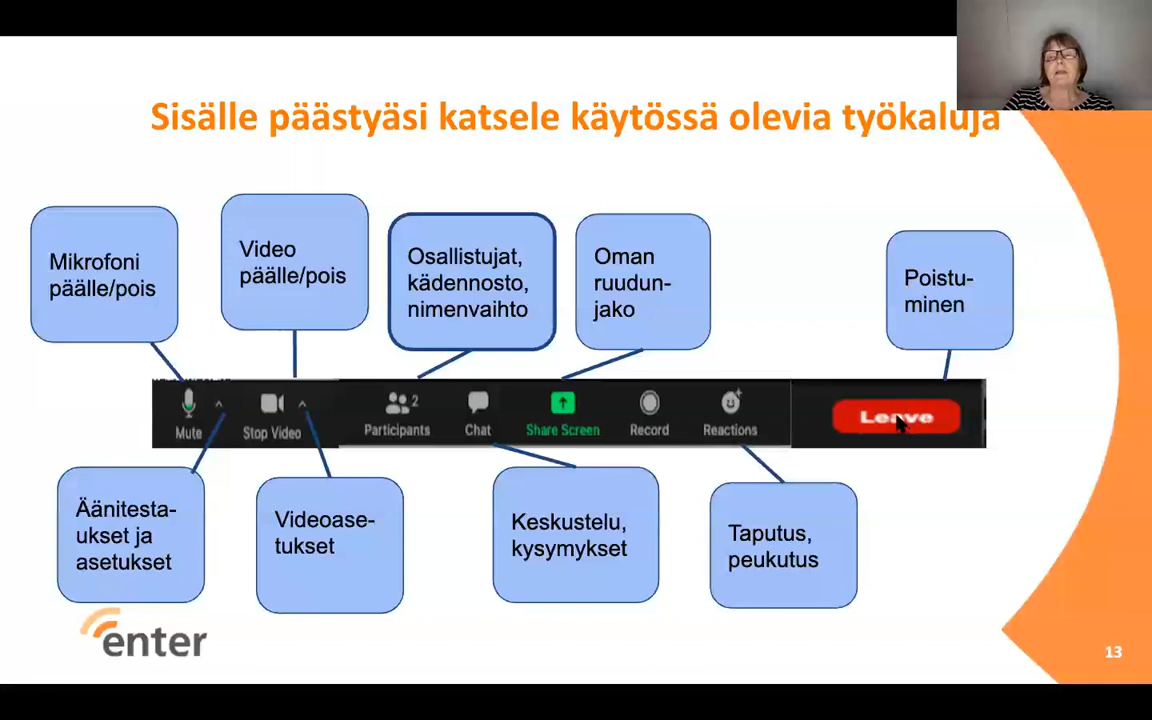 Sisälle päästyäsi katsele käytössä olevia työkaluja
Mikrofoni
päälle/pois
Video
päälle/pois
Osallistujat,
kädennosto,
nimenvaihto
Oman
ruudun-
jako
Poistu-
minen
Mute
Stop Video
2
Participants
Chat
Share Screen
Record
Reactions
Leave
Äänitesta-
ukset ja
asetukset
Videoase-
tukset
Keskustelu,
kysymykset
Taputus,
peukutus
enter
13